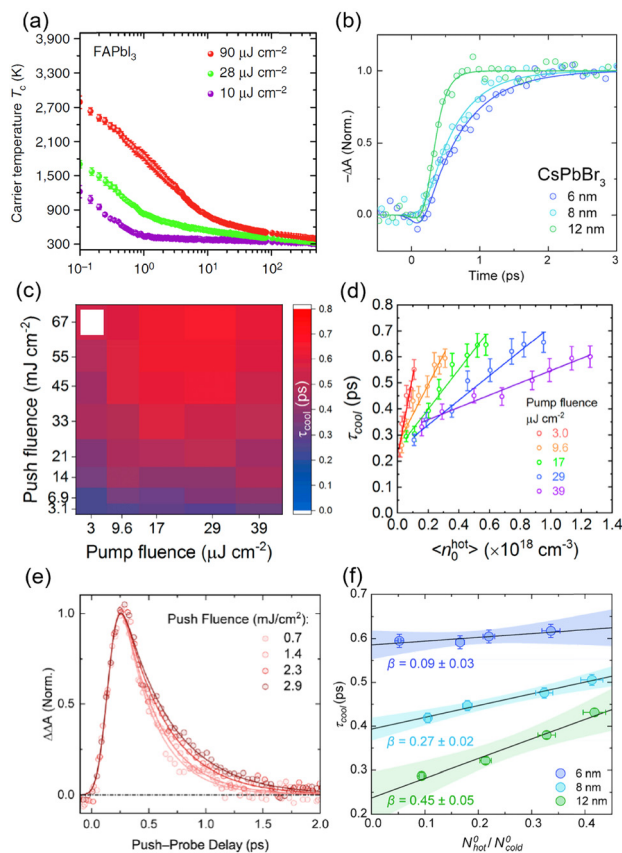 (a)
3,900
3,300
2,700
2,100
1,500
900
300
Carrier temperature Tc (K)
FAPbI3
90 μJ cm−2
28 μJ cm−2
10 μJ cm−2
10−1
10⁰
10¹
10²
(b)
1.0
0.5
0.0
−ΔA (Norm.)
CsPbBr3
6 nm
8 nm
12 nm
0
1
2
3
Time (ps)
(c)
67
55
45
33
21
14
6.9
3.1
Push fluence (mJ cm−2)
3
9.6
17
29
39
Pump fluence (μJ cm−2)
0.8
0.7
0.6
0.5
0.4
0.3
0.2
0.1
0.0
τcool (ps)
(d)
0.8
0.7
0.6
0.5
0.4
0.3
0.2
0.1
0.0
τcool (ps)
Pump fluence
μJ cm−2
3.0
9.6
17
29
39
0.0 0.2 0.4 0.6 0.8 1.0 1.2 1.4
<n0hot> (×10¹⁸ cm−3)
(e)
1.0
0.5
0.0
ΔΔA (Norm.)
Push Fluence (mJ/cm²):
0.7
1.4
2.3
2.9
0.0 0.5 1.0 1.5 2.0
Push–Probe Delay (ps)
(f)
0.7
0.6
0.5
0.4
0.3
0.2
τcool (ps)
β = 0.09 ± 0.03
β = 0.27 ± 0.02
β = 0.45 ± 0.05
6 nm
8 nm
12 nm
0.0 0.1 0.2 0.3 0.4
N⁰hot/N⁰cold